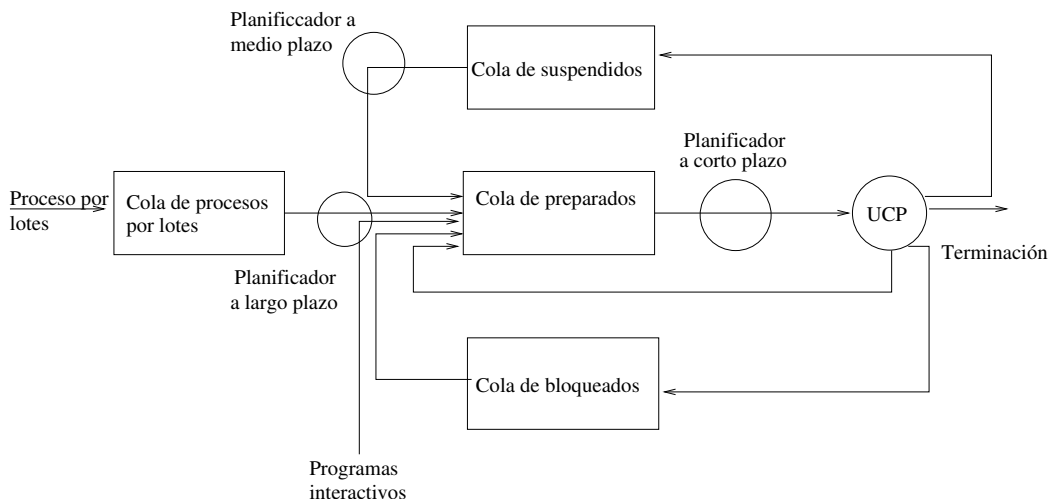 Planificcador a
medio plazo
Cola de suspendidos
Planificador
a corto plazo
Proceso por
lotes
Cola de procesos
por lotes
Cola de preparados
UCP
Terminación
Planificador
a largo plazo
Cola de bloqueados
Programas
interactivos